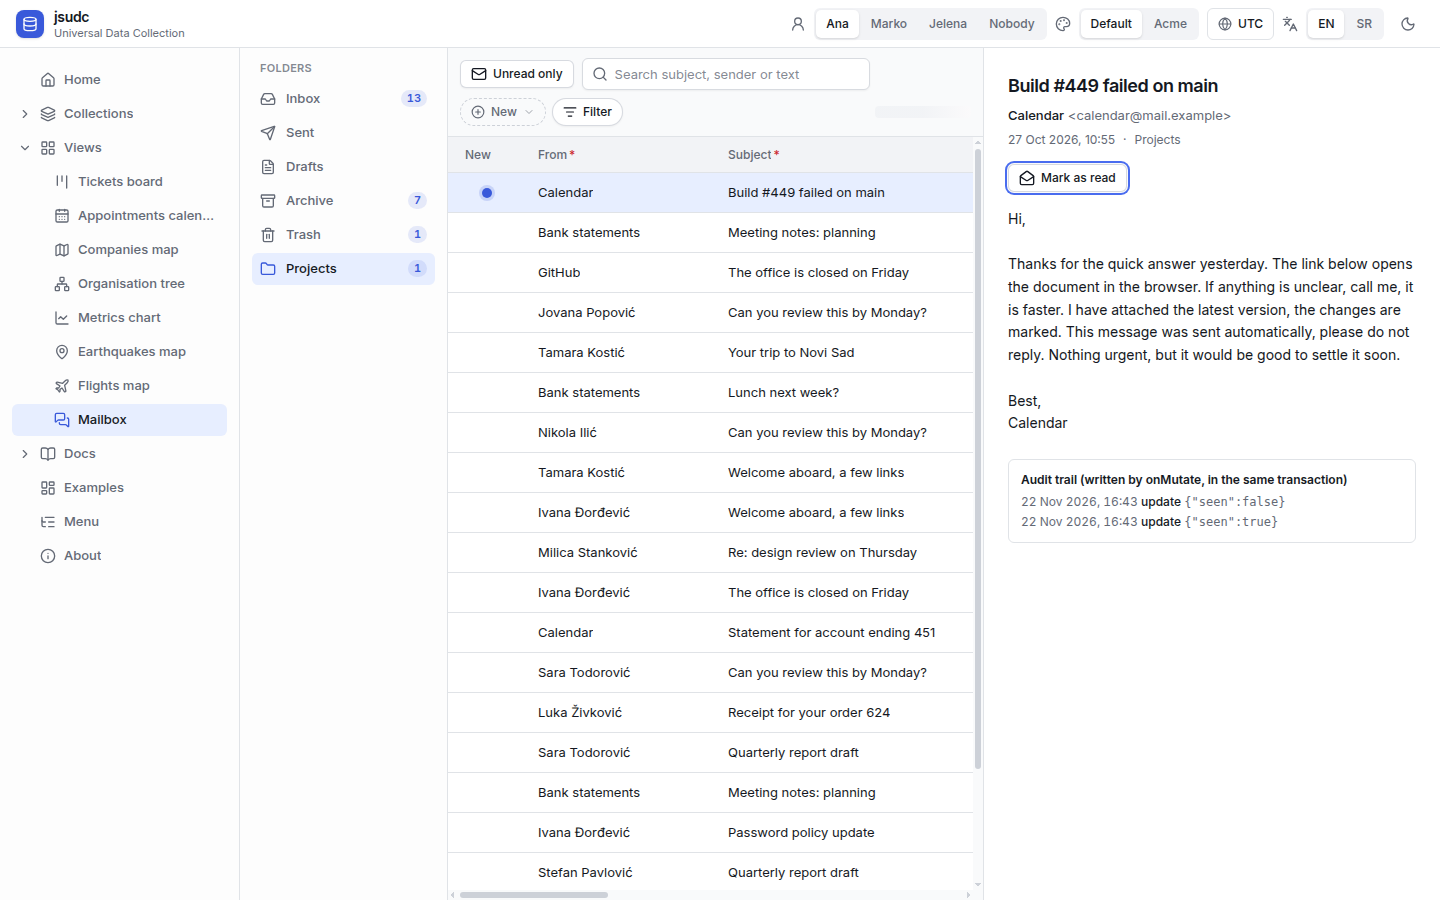 jsudc
Universal Data Collection
Ana Marko Jelena Nobody
Default Acme
UTC
EN SR
Home
Collections
Views
Tickets board
Appointments calen...
Companies map
Organisation tree
Metrics chart
Earthquakes map
Flights map
Mailbox
Docs
Examples
Menu
About
FOLDERS
Inbox 13
Sent
Drafts
Archive 7
Trash 1
Projects 1
Unread only
Search subject, sender or text
New
Filter
New From* Subject*
Calendar Build #449 failed on main
Bank statements Meeting notes: planning
GitHub The office is closed on Friday
Jovana Popović Can you review this by Monday?
Tamara Kostić Your trip to Novi Sad
Bank statements Lunch next week?
Nikola Ilić Can you review this by Monday?
Tamara Kostić Welcome aboard, a few links
Ivana Đorđević Welcome aboard, a few links
Milica Stanković Re: design review on Thursday
Ivana Đorđević The office is closed on Friday
Calendar Statement for account ending 451
Sara Todorović Can you review this by Monday?
Luka Živković Receipt for your order 624
Sara Todorović Quarterly report draft
Bank statements Meeting notes: planning
Ivana Đorđević Password policy update
Stefan Pavlović Quarterly report draft
Build #449 failed on main
Calendar <calendar@mail.example>
27 Oct 2026, 10:55 · Projects
Mark as read
Hi,
Thanks for the quick answer yesterday. The link below opens
the document in the browser. If anything is unclear, call me, it
is faster. I have attached the latest version, the changes are
marked. This message was sent automatically, please do not
reply. Nothing urgent, but it would be good to settle it soon.
Best,
Calendar
Audit trail (written by onMutate, in the same transaction)
22 Nov 2026, 16:43 update {"seen":false}
22 Nov 2026, 16:43 update {"seen":true}